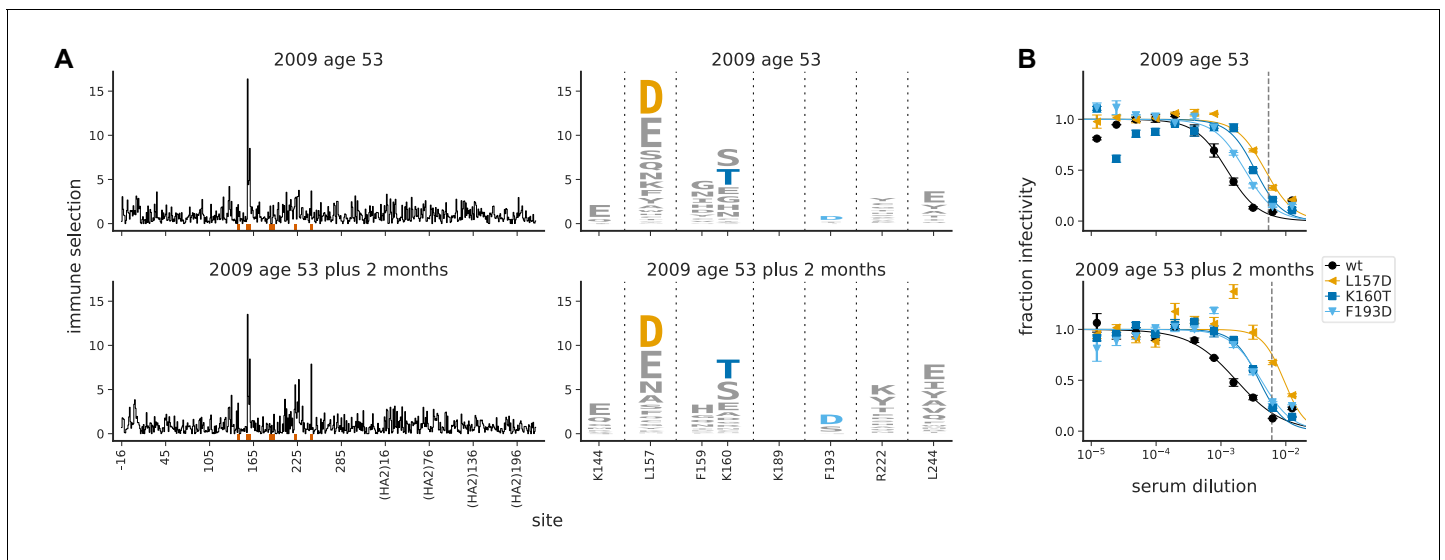 A
2009 age 53
2009 age 53
B
2009 age 53
15
10
5
0
15
10
5
0
1.0
0.5
0.0
D
E
S
T
D
E
2009 age 53 plus 2 months
2009 age 53 plus 2 months
2009 age 53 plus 2 months
wt
L157D
K160T
F193D
15
10
5
0
15
10
5
0
1.0
0.5
0.0
D
E
N
T
S
H
D
K
E
E
immune selection
fraction infectivity
-16
45
105
165
225
285
(HA2)16
(HA2)76
(HA2)136
(HA2)196
K144
L157
F159
K160
K189
F193
R222
L244
10⁻⁵
10⁻⁴
10⁻³
10⁻²
site
serum dilution